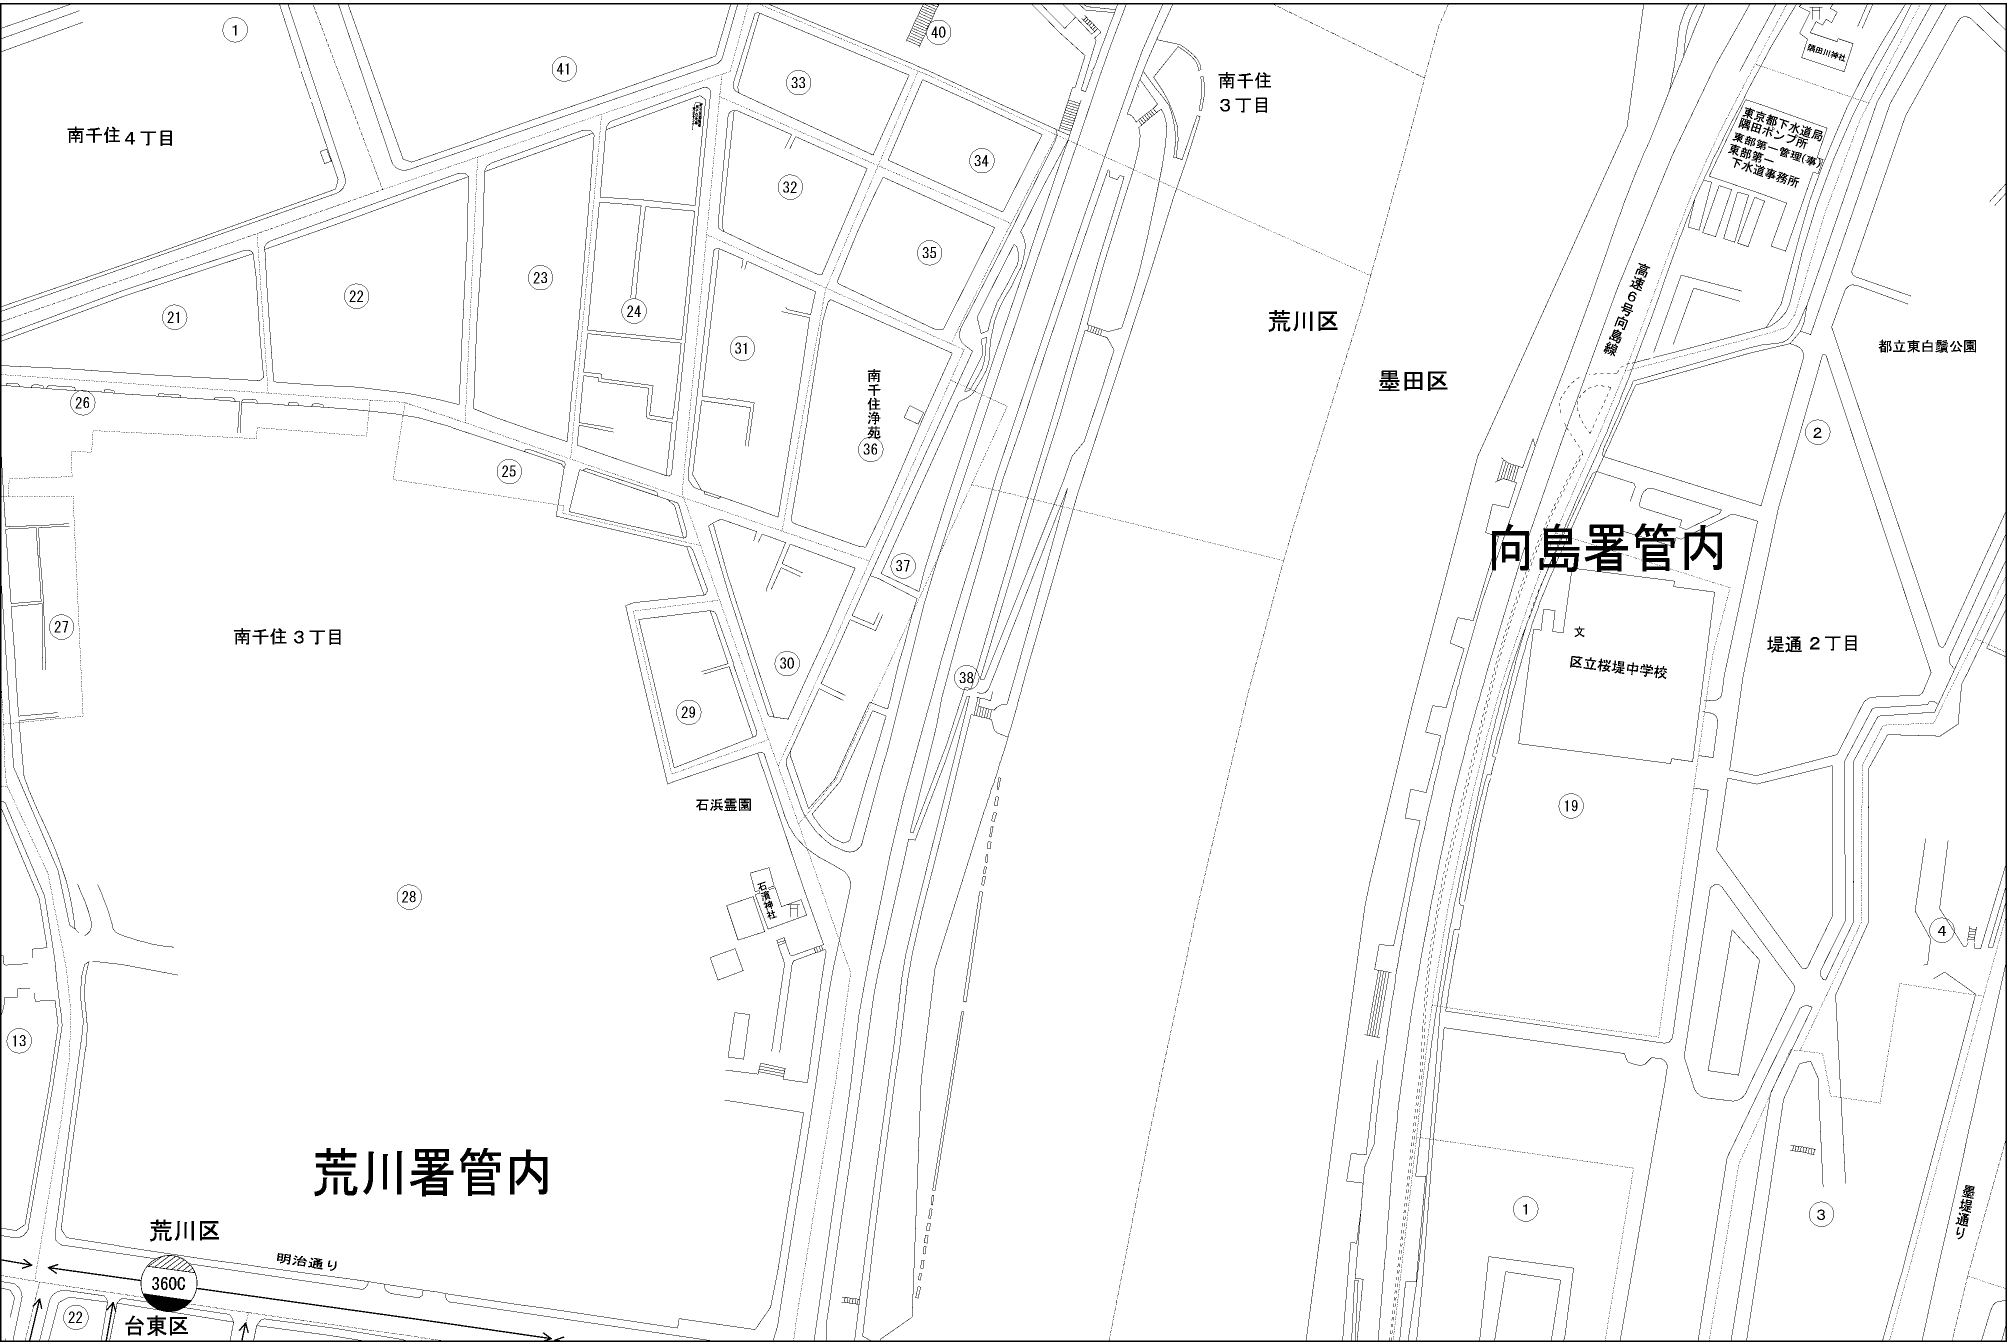 1
41
40
33
南千住
3丁目
隅田川神社
南千住4丁目
34
32
東京都下水道局
隅田ポンプ所
東部第一管理(事)
東部第一
下水道事務所
35
23
22
21
24
31
荒川区
高速6号向島線
墨田区
都立東白鬚公園
26
南千住浄苑
36
2
25
向島署管内
37
27
南千住3丁目
30
38
文
区立桜堤中学校
堤通2丁目
29
石浜霊園
19
28
石濱神社
4
13
荒川署管内
荒川区
明治通り
1
3
墨堤通り
360C
22
台東区